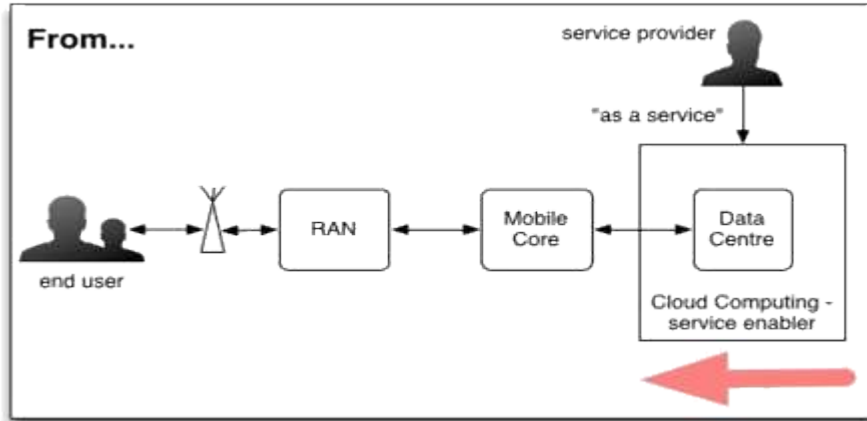 From...
service provider
"as a service"
RAN
Mobile
Core
Data
Centre
end user
Cloud Computing -
service enabler